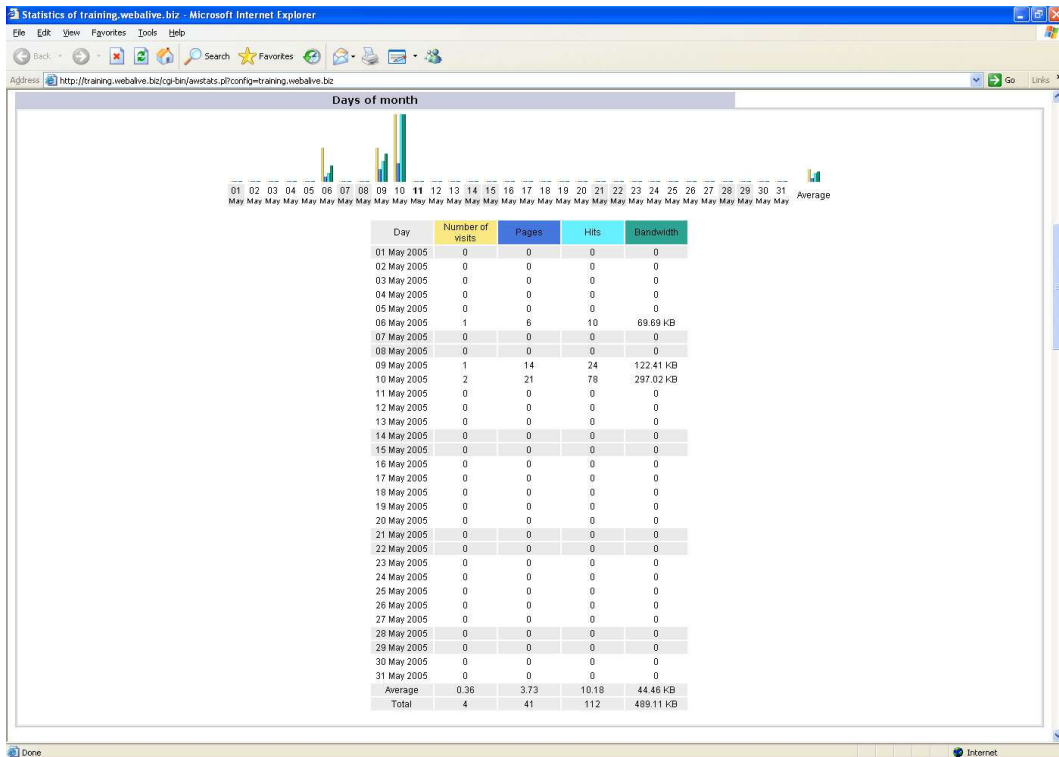 Statistics of training.webalive.biz - Microsoft Internet Explorer
File Edit View Favorites Tools Help
Back Search Favorites
Address http://training.webalive.biz/cgi-bin/awstats.pl?config=training.webalive.biz Go Links
Days of month
01 02 03 04 05 06 07 08 09 10 11 12 13 14 15 16 17 18 19 20 21 22 23 24 25 26 27 28 29 30 31 Average
May May May May May May May May May May May May May May May May May May May May May May May May May May May May May May May
Day Number of visits Pages Hits Bandwidth
01 May 2005 0 0 0 0
02 May 2005 0 0 0 0
03 May 2005 0 0 0 0
04 May 2005 0 0 0 0
05 May 2005 0 0 0 0
06 May 2005 1 6 10 69.69 KB
07 May 2005 0 0 0 0
08 May 2005 0 0 0 0
09 May 2005 1 14 24 122.41 KB
10 May 2005 2 21 78 297.02 KB
11 May 2005 0 0 0 0
12 May 2005 0 0 0 0
13 May 2005 0 0 0 0
14 May 2005 0 0 0 0
15 May 2005 0 0 0 0
16 May 2005 0 0 0 0
17 May 2005 0 0 0 0
18 May 2005 0 0 0 0
19 May 2005 0 0 0 0
20 May 2005 0 0 0 0
21 May 2005 0 0 0 0
22 May 2005 0 0 0 0
23 May 2005 0 0 0 0
24 May 2005 0 0 0 0
25 May 2005 0 0 0 0
26 May 2005 0 0 0 0
27 May 2005 0 0 0 0
28 May 2005 0 0 0 0
29 May 2005 0 0 0 0
30 May 2005 0 0 0 0
31 May 2005 0 0 0 0
Average 0.36 3.73 10.18 44.46 KB
Total 4 41 112 489.11 KB
Done Internet